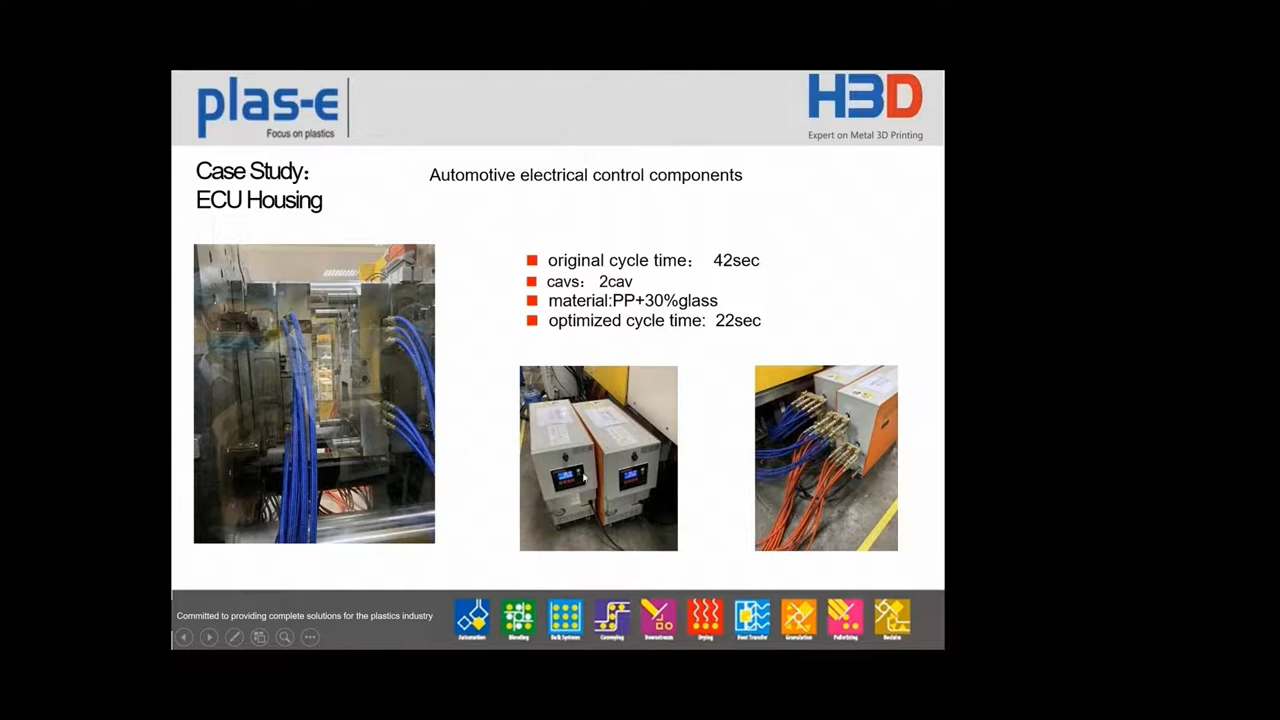 plas-e
Focus on plastics
H3D
Expert on Metal 3D Printing
Case Study：
ECU Housing
Automotive electrical control components
original cycle time： 42sec
cavs： 2cav
material:PP+30%glass
optimized cycle time: 22sec
Committed to providing complete solutions for the plastics industry
Automation
Blending
Bulk Systems
Conveying
Downstream
Drying
Heat Transfer
Granulation
Palletizing
Reclaim